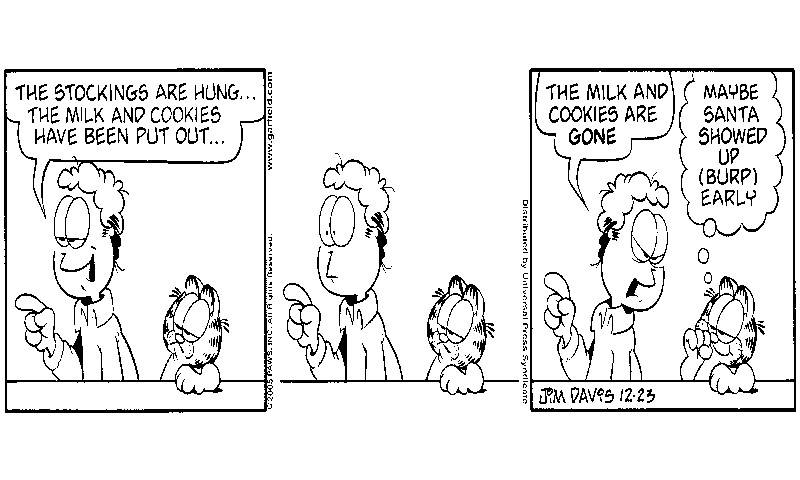 THE STOCKINGS ARE HUNG...
THE MILK AND COOKIES
HAVE BEEN PUT OUT...
www.garfield.com
© 2005 PAWS, INC. All Rights Reserved.
Distributed by Universal Press Syndicate
THE MILK AND
COOKIES ARE
GONE
MAYBE
SANTA
SHOWED
UP
(BURP)
EARLY
JIM DAVIS 12·23